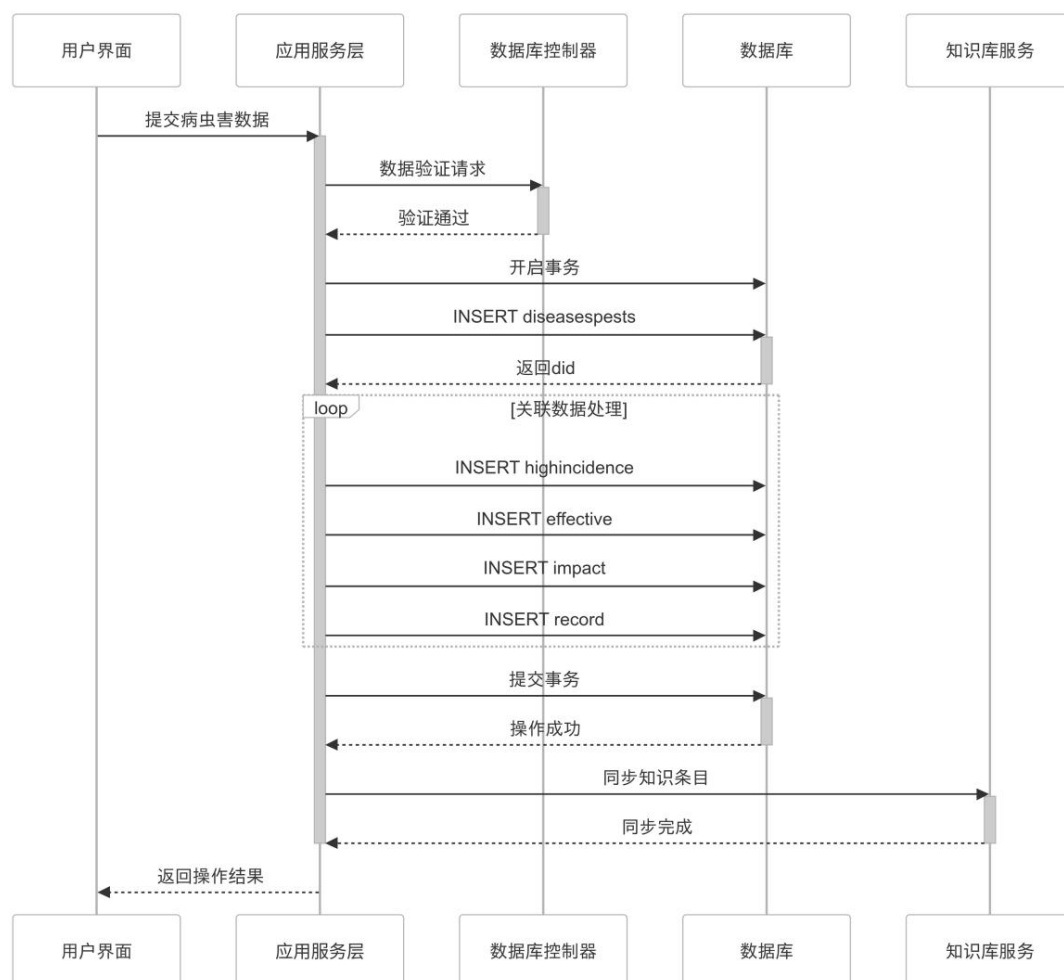 用户界面
应用服务层
数据库控制器
数据库
知识库服务
提交病虫害数据
数据验证请求
验证通过
开启事务
INSERT diseasespests
返回did
loop
[关联数据处理]
INSERT highincidence
INSERT effective
INSERT impact
INSERT record
提交事务
操作成功
同步知识条目
同步完成
返回操作结果
用户界面
应用服务层
数据库控制器
数据库
知识库服务